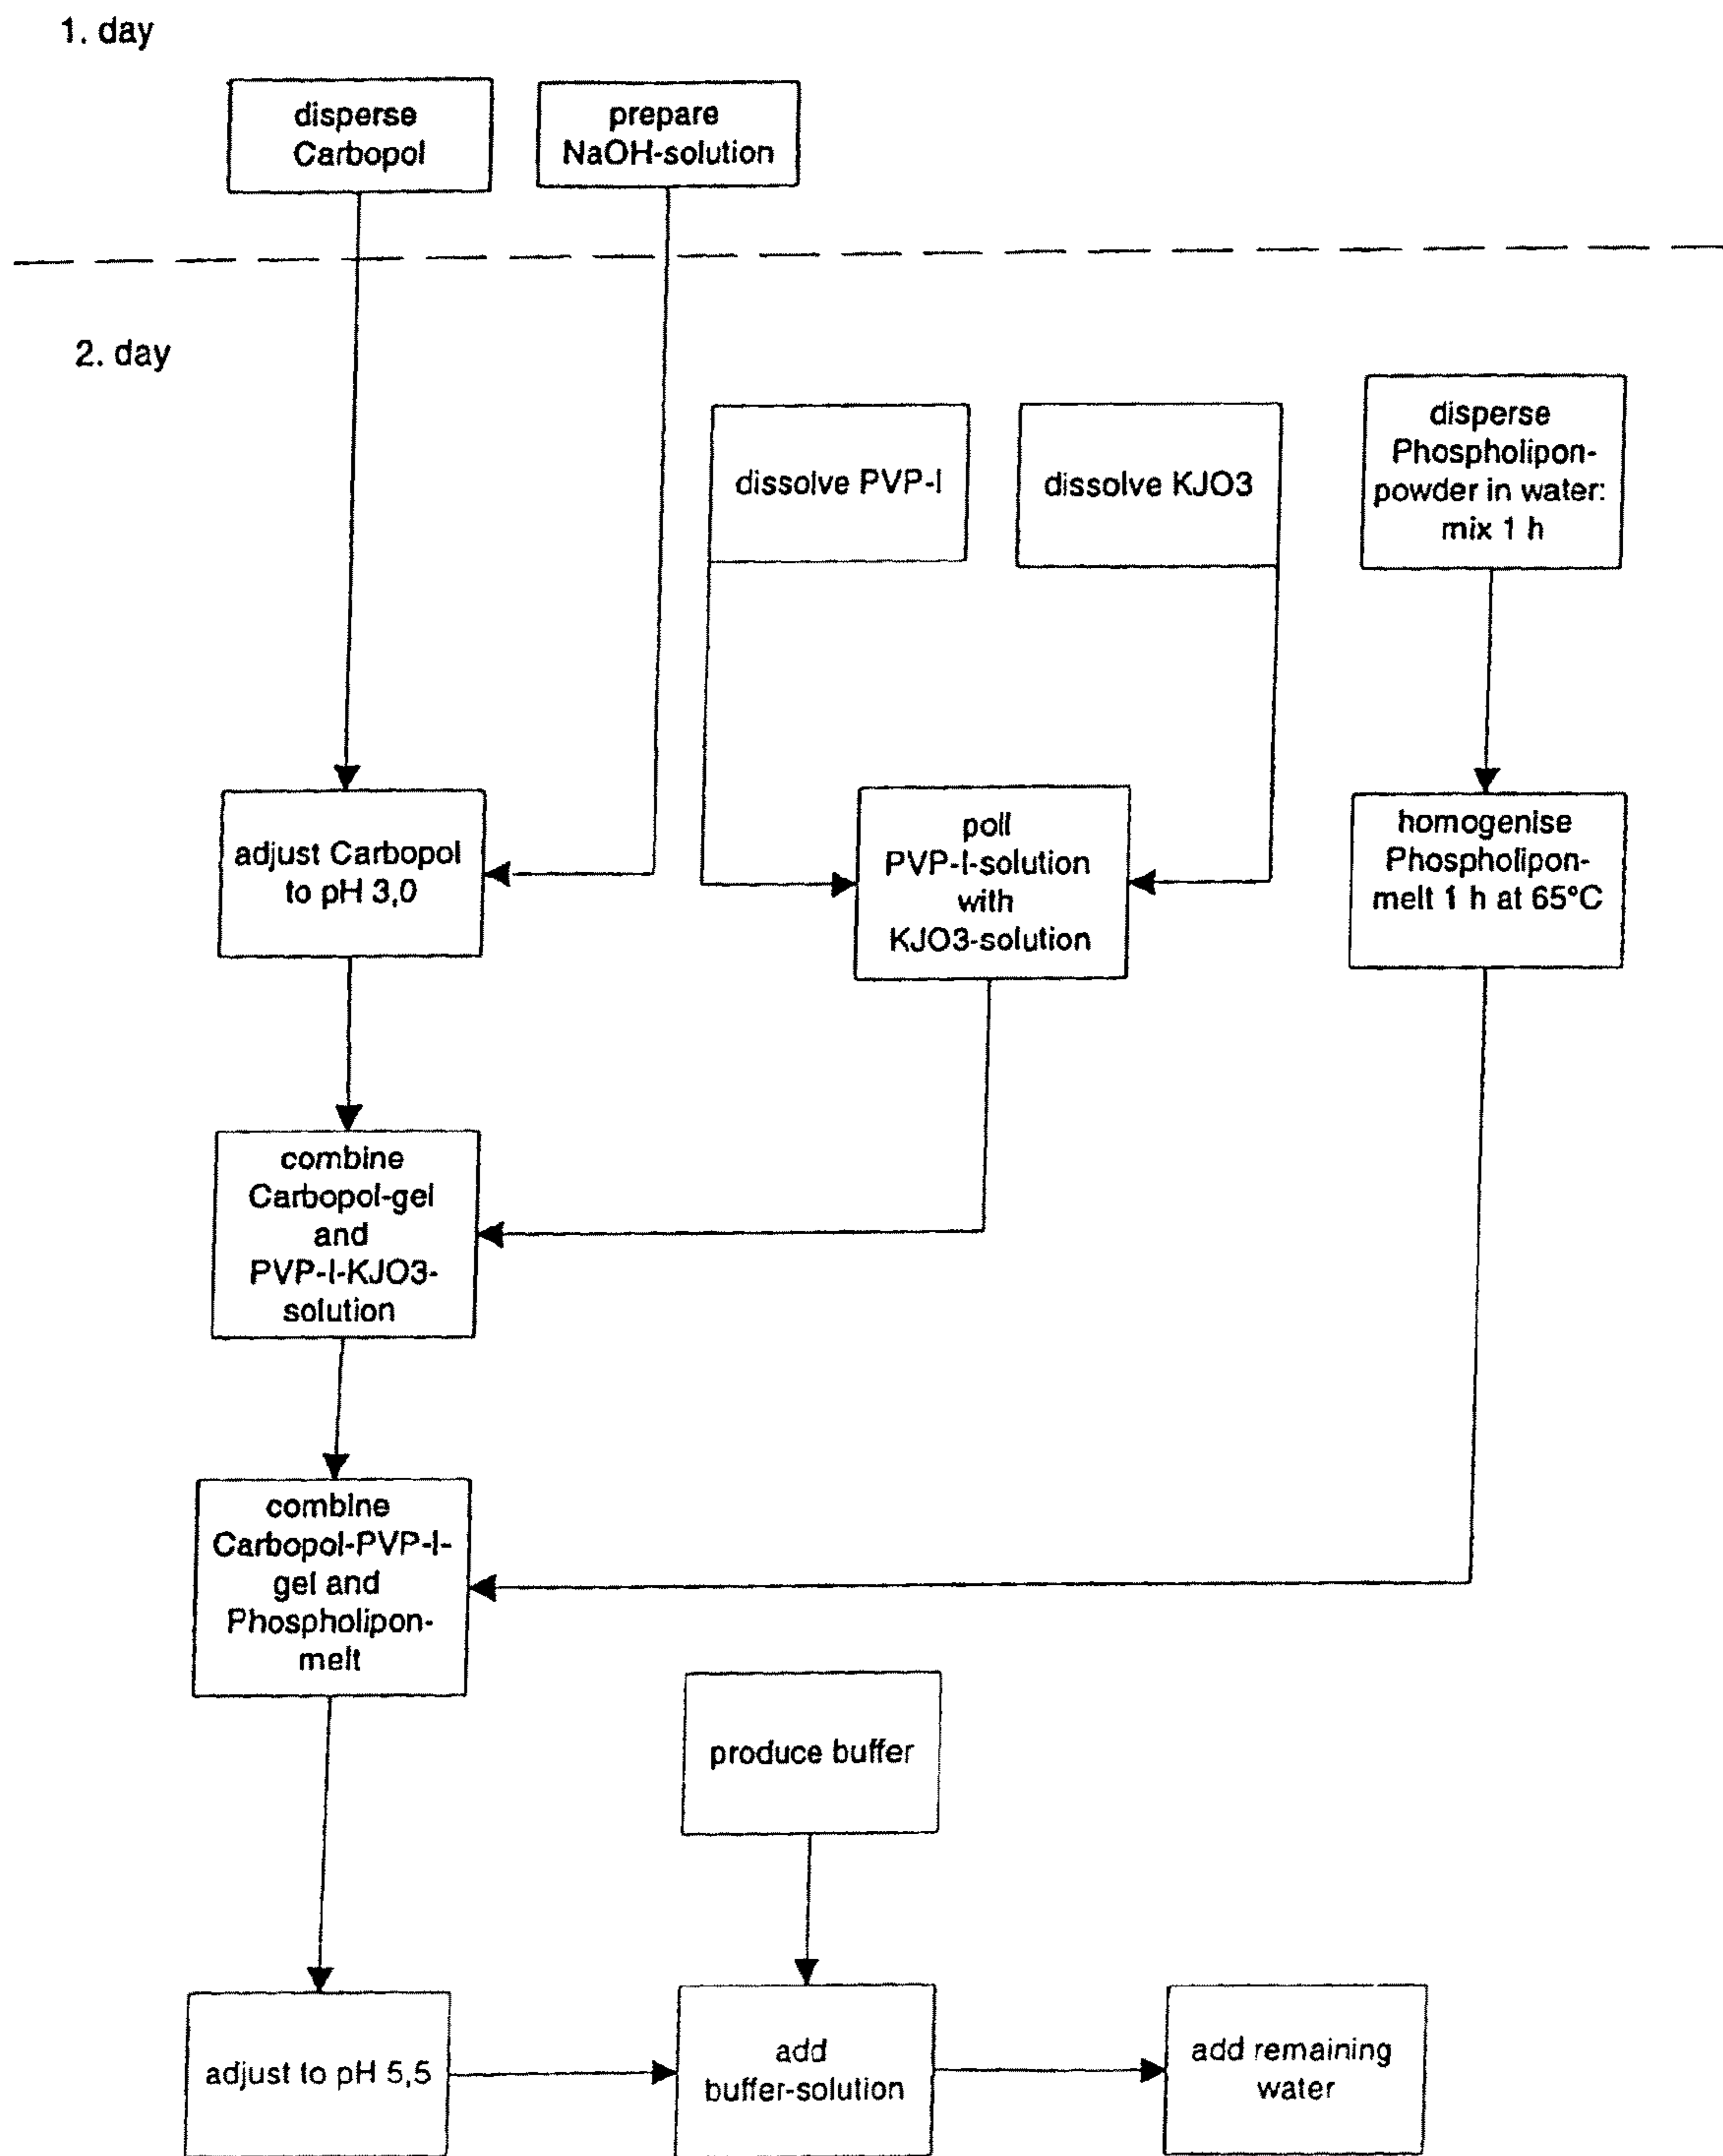 1. day
disperse
Carbopol
prepare
NaOH-solution
2. day
dissolve PVP-I
dissolve KJO3
disperse
Phospholipon-
powder in water:
mix 1 h
adjust Carbopol
to pH 3,0
poll
PVP-I-solution
with
KJO3-solution
homogenise
Phospholipon-
melt 1 h at 65°C
combine
Carbopol-gel
and
PVP-I-KJO3-
solution
combine
Carbopol-PVP-I-
gel and
Phospholipon-
melt
produce buffer
adjust to pH 5,5
add
buffer-solution
add remaining
water